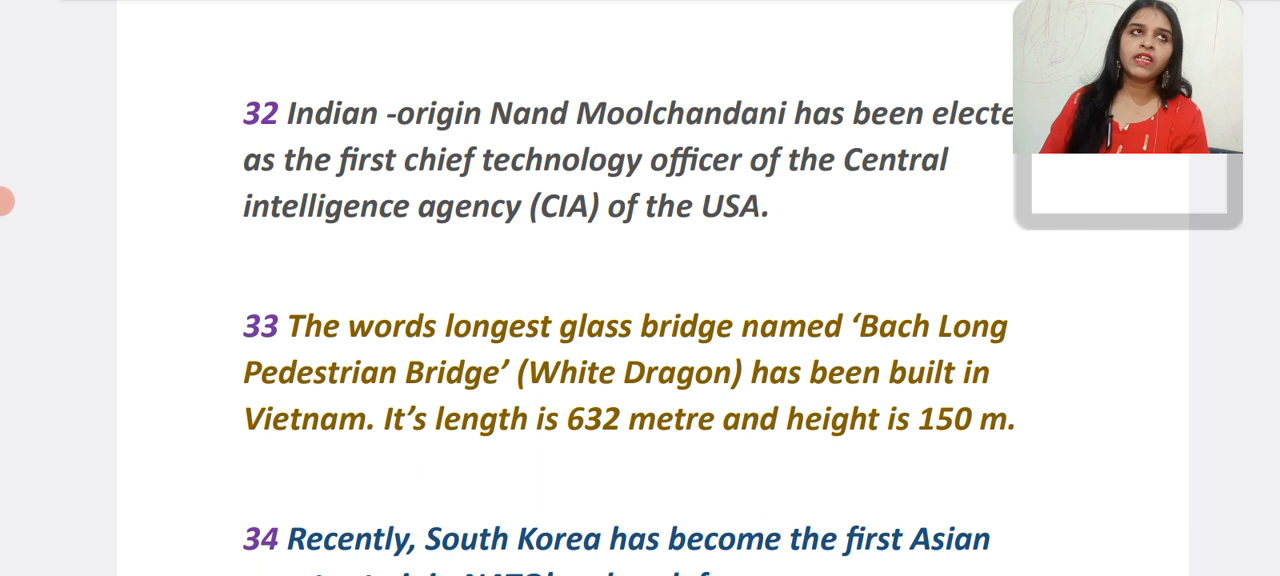 32 Indian -origin Nand Moolchandani has been electe
as the first chief technology officer of the Central
intelligence agency (CIA) of the USA.
33 The words longest glass bridge named ‘Bach Long
Pedestrian Bridge’ (White Dragon) has been built in
Vietnam. It’s length is 632 metre and height is 150 m.
34 Recently, South Korea has become the first Asian